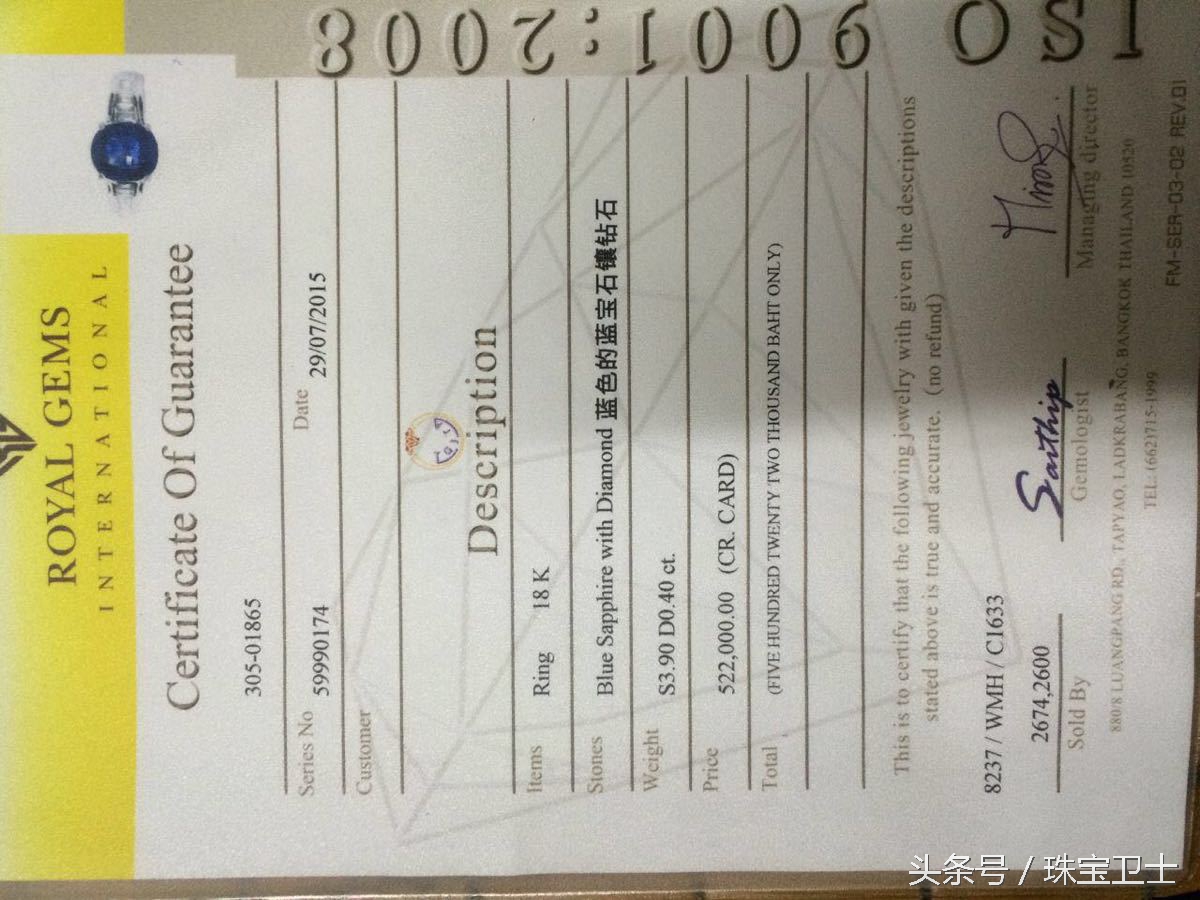 ROYAL GEMS
INTERNATIONAL
Certificate Of Guarantee
305-01865
Series No 59990174 Date 29/07/2015
Customer
Description
Items Ring 18 K
Stones Blue Sapphire with Diamond 蓝色的蓝宝石镶钻石
Weight S3.90 D0.40 ct.
Price 522,000.00 (CR. CARD)
Total (FIVE HUNDRED TWENTY TWO THOUSAND BAHT ONLY)
This is to certify that the following jewelry with given the descriptions
stated above is true and accurate. (no refund)
8237 / WMH / C1633
2674,2600 Saithip
Sold By Gemologist Managing director
880/8 LUANGPANG RD., TAPYAO, LADKRABANG, BANGKOK THAILAND 10520
TEL: (662)715-1999
FM-SER-03-02 REV.01
ISO 9001:2008
头条号 / 珠宝卫士